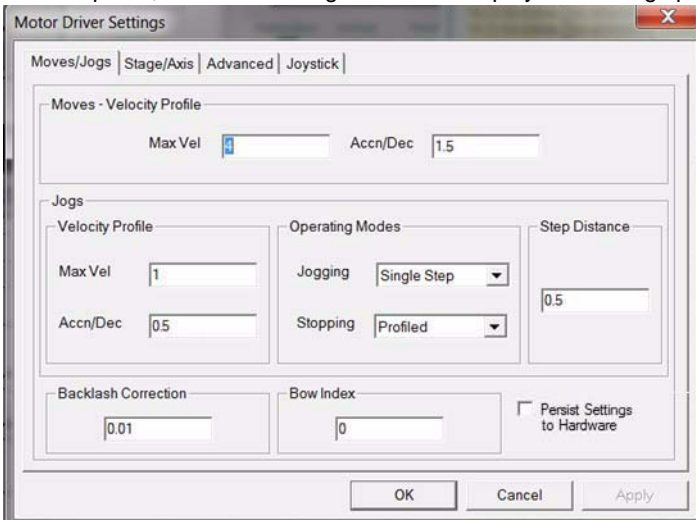 Motor Driver Settings
Moves/Jogs Stage/Axis Advanced Joystick
Moves - Velocity Profile
Max Vel 4 Accn/Dec 1.5
Jogs
Velocity Profile Operating Modes Step Distance
Max Vel 1 Jogging Single Step
0.5
Accn/Dec 0.5 Stopping Profiled
Backlash Correction Bow Index
0.01 0
Persist Settings
to Hardware
OK Cancel Apply